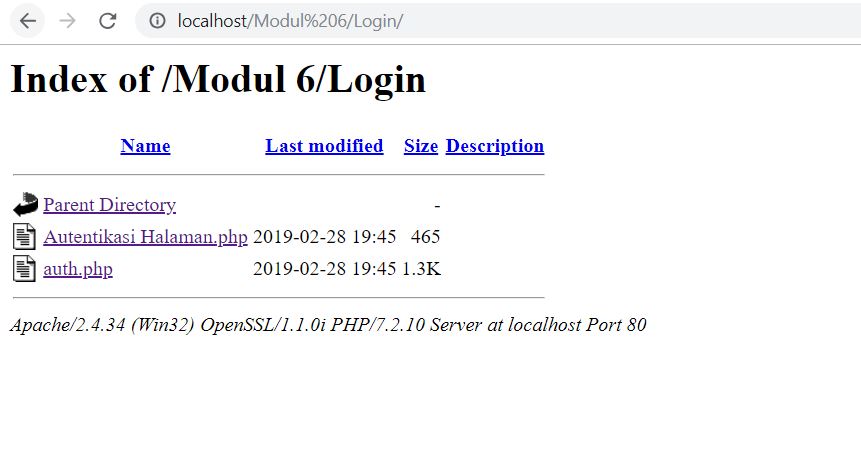 localhost/Modul%206/Login/
Index of /Modul 6/Login
Name Last modified Size Description
Parent Directory -
Autentikasi Halaman.php 2019-02-28 19:45 465
auth.php 2019-02-28 19:45 1.3K
Apache/2.4.34 (Win32) OpenSSL/1.1.0i PHP/7.2.10 Server at localhost Port 80